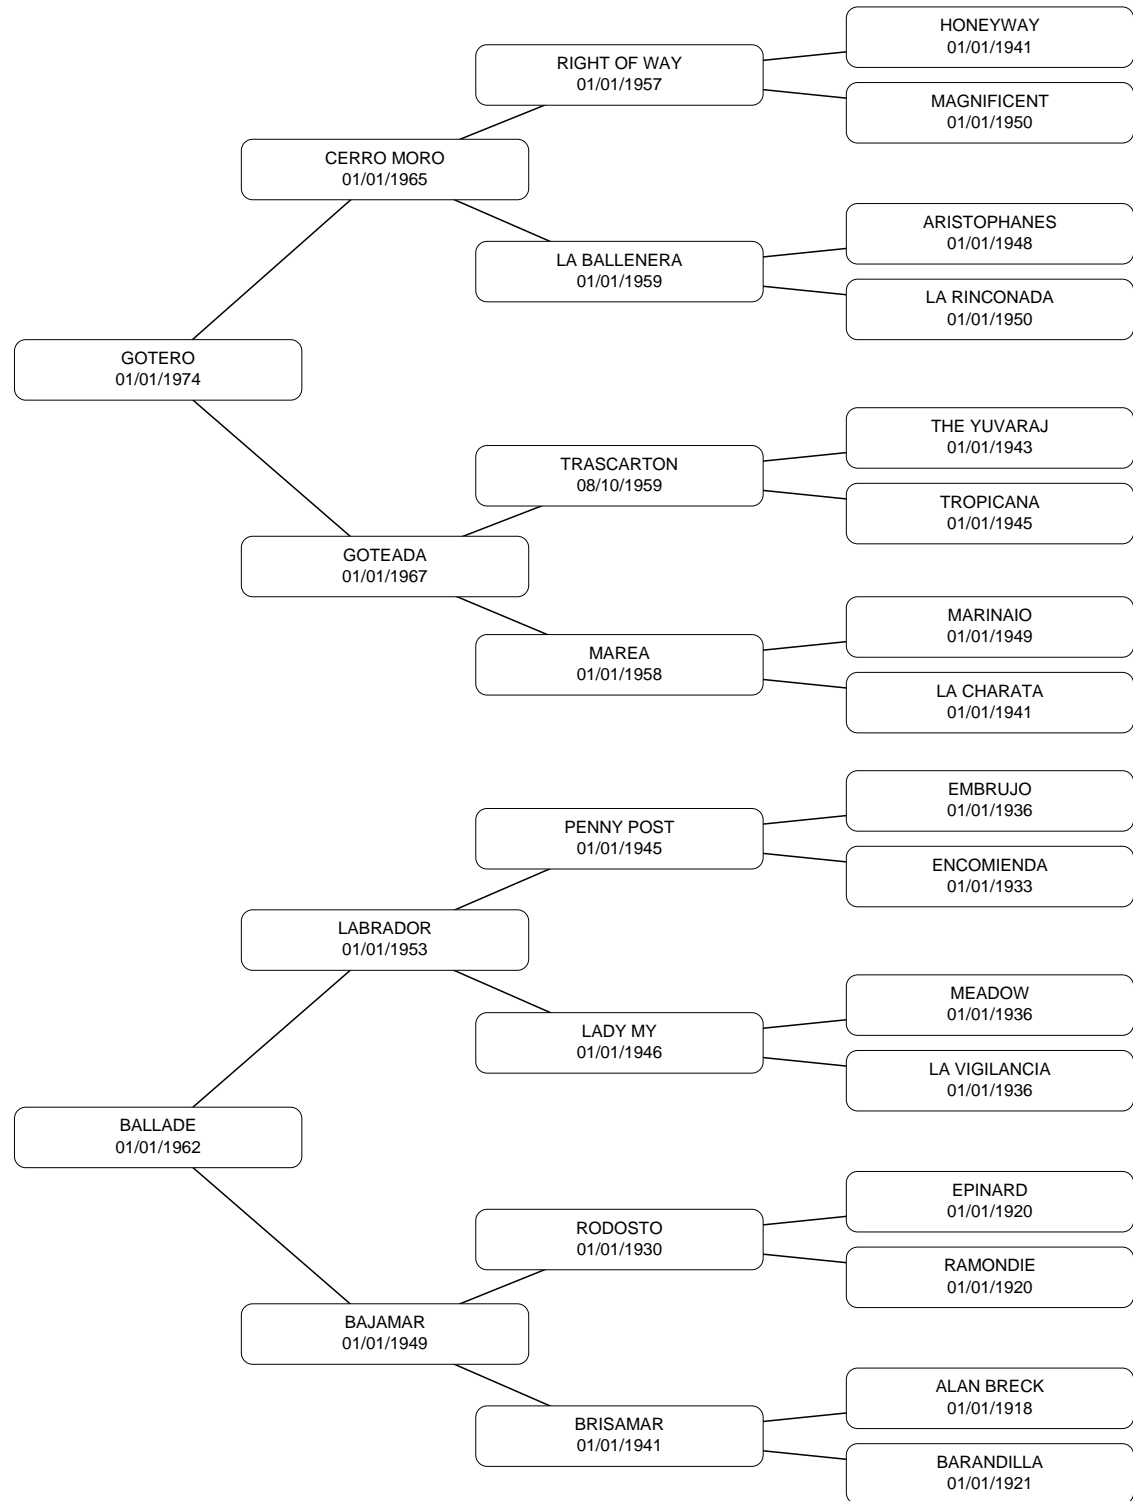 HONEYWAY
01/01/1941
RIGHT OF WAY
01/01/1957
MAGNIFICENT
01/01/1950
CERRO MORO
01/01/1965
ARISTOPHANES
01/01/1948
LA BALLENERA
01/01/1959
LA RINCONADA
01/01/1950
GOTERO
01/01/1974
THE YUVARAJ
01/01/1943
TRASCARTON
08/10/1959
TROPICANA
01/01/1945
GOTEADA
01/01/1967
MARINAIO
01/01/1949
MAREA
01/01/1958
LA CHARATA
01/01/1941
EMBRUJO
01/01/1936
PENNY POST
01/01/1945
ENCOMIENDA
01/01/1933
LABRADOR
01/01/1953
MEADOW
01/01/1936
LADY MY
01/01/1946
LA VIGILANCIA
01/01/1936
BALLADE
01/01/1962
EPINARD
01/01/1920
RODOSTO
01/01/1930
RAMONDIE
01/01/1920
BAJAMAR
01/01/1949
ALAN BRECK
01/01/1918
BRISAMAR
01/01/1941
BARANDILLA
01/01/1921